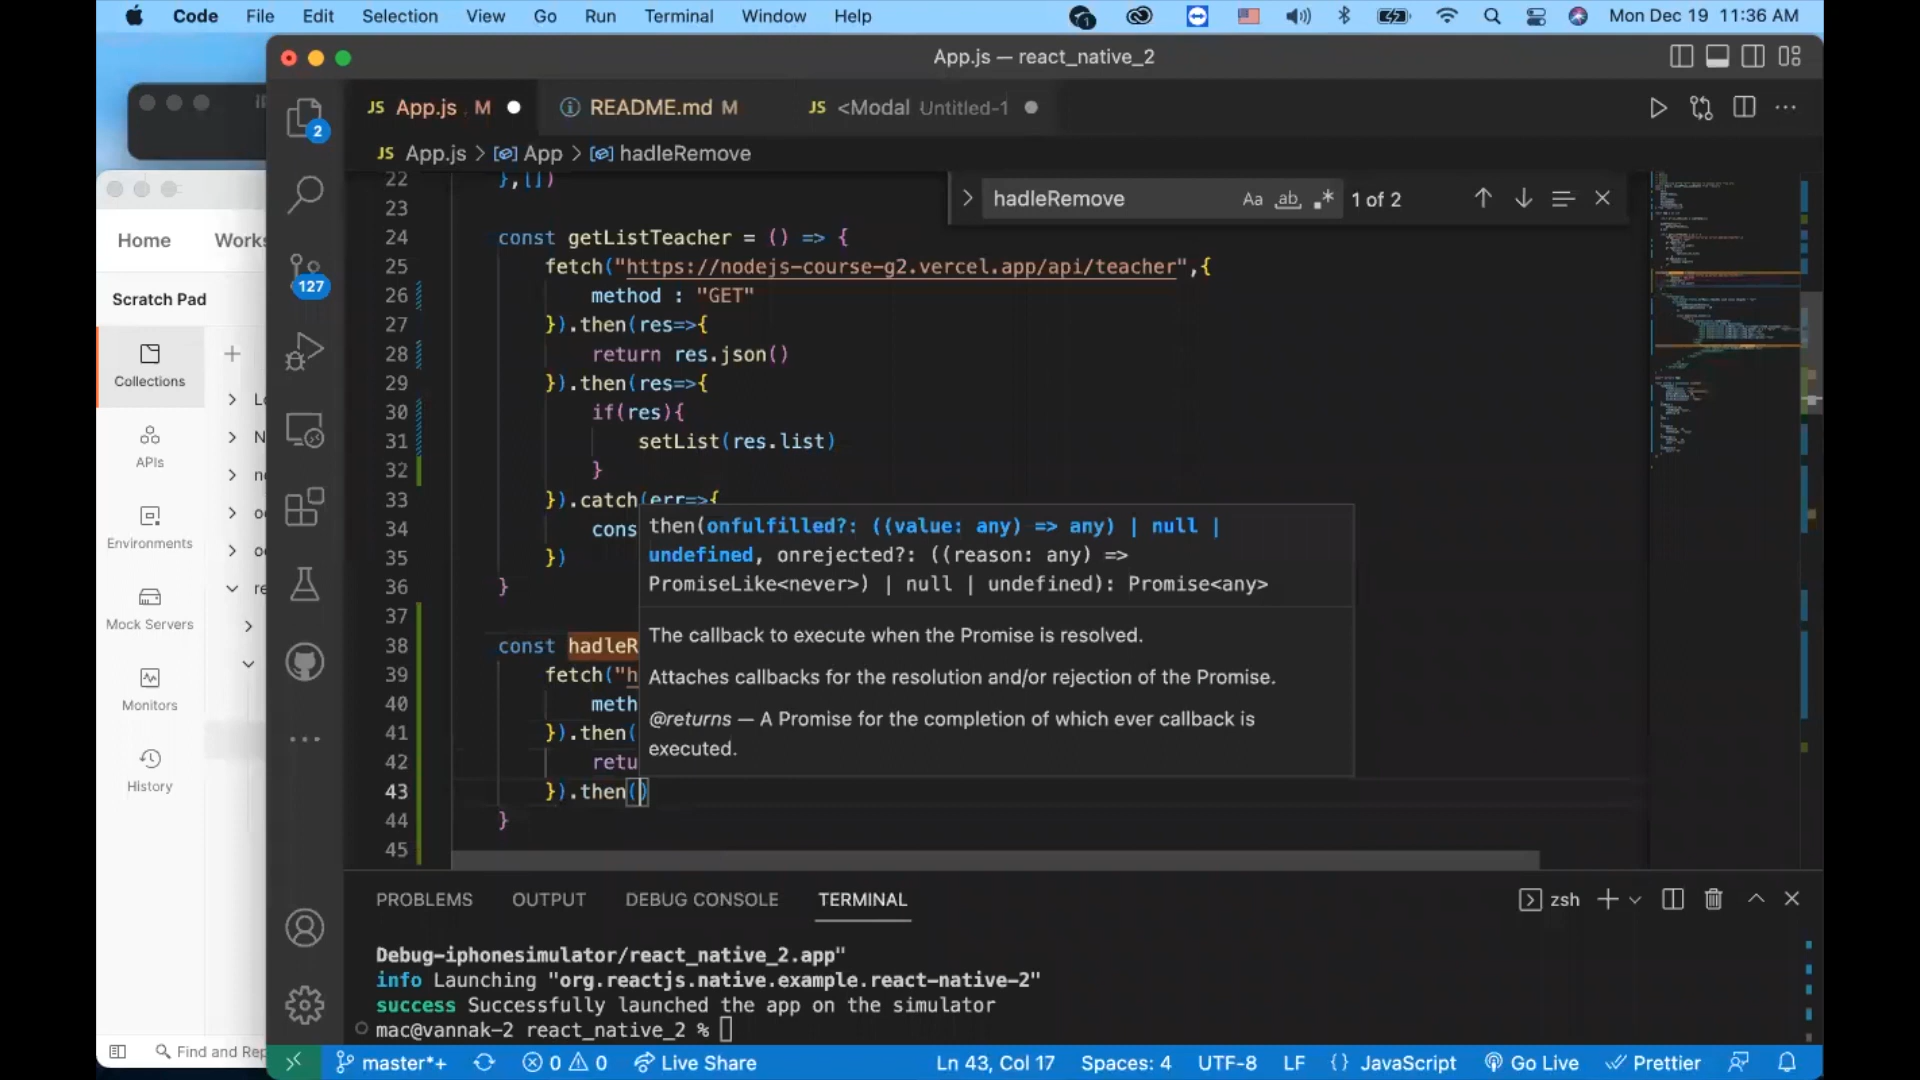 Code File Edit Selection View Go Run Terminal Window Help
1
Mon Dec 19 11:36 AM
App.js — react_native_2
JS App.js M
README.md M
JS <Modal Untitled-1
JS App.js > App > hadleRemove
hadleRemove Aa ab 1 of 2
Home
Scratch Pad
Collections
APIs
Environments
Mock Servers
Monitors
History
2
127
22 },[])
23
24 const getListTeacher = () => {
25 fetch("https://nodejs-course-g2.vercel.app/api/teacher",{
26 method : "GET"
27 }).then(res=>{
28 return res.json()
29 }).then(res=>{
30 if(res){
31 setList(res.list)
32 }
33 }).catch(err=>{
34 cons
35 })
36 }
37
38 const hadleR
39 fetch("h
40 meth
41 }).then(
42 retu
43 }).then()
44 }
45
then(onfulfilled?: ((value: any) => any) | null |
undefined, onrejected?: ((reason: any) =>
PromiseLike<never>) | null | undefined): Promise<any>
The callback to execute when the Promise is resolved.
Attaches callbacks for the resolution and/or rejection of the Promise.
@returns — A Promise for the completion of which ever callback is
executed.
PROBLEMS OUTPUT DEBUG CONSOLE TERMINAL
zsh
Debug-iphonesimulator/react_native_2.app"
info Launching "org.reactjs.native.example.react-native-2"
success Successfully launched the app on the simulator
mac@vannak-2 react_native_2 %
Find and Rep
master*+ 0 0 Live Share
Ln 43, Col 17 Spaces: 4 UTF-8 LF {} JavaScript Go Live Prettier